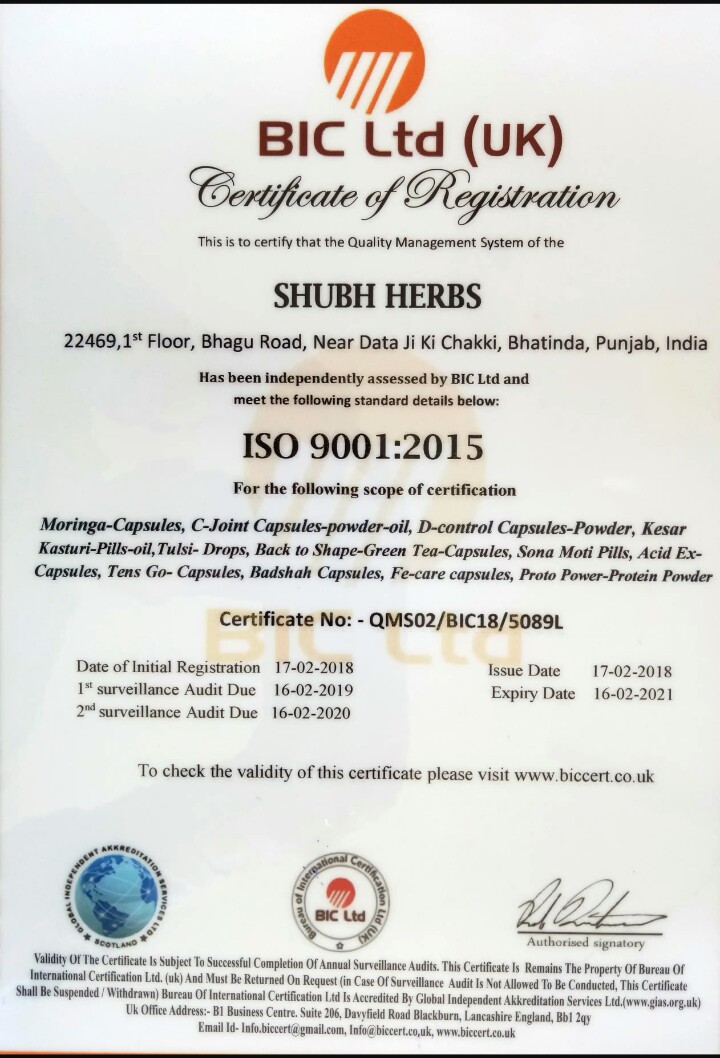 BIC Ltd (UK)
Certificate of Registration
This is to certify that the Quality Management System of the
SHUBH HERBS
22469,1st Floor, Bhagu Road, Near Data Ji Ki Chakki, Bhatinda, Punjab, India
Has been independently assessed by BIC Ltd and
meet the following standard details below:
ISO 9001:2015
For the following scope of certification
Moringa-Capsules, C-Joint Capsules-powder-oil, D-control Capsules-Powder, Kesar
Kasturi-Pills-oil,Tulsi- Drops, Back to Shape-Green Tea-Capsules, Sona Moti Pills, Acid Ex-
Capsules, Tens Go- Capsules, Badshah Capsules, Fe-care capsules, Proto Power-Protein Powder
BIC Ltd
Certificate No: - QMS02/BIC18/5089L
Date of Initial Registration 17-02-2018 Issue Date 17-02-2018
1st surveillance Audit Due 16-02-2019 Expiry Date 16-02-2021
2nd surveillance Audit Due 16-02-2020
To check the validity of this certificate please visit www.biccert.co.uk
GLOBAL INDEPENDENT AKKREDITATION SERVICES LTD
SCOTLAND
Bureau of International Certification Ltd (UK)
BIC Ltd
Authorised signatory
Validity Of The Certificate Is Subject To Successful Completion Of Annual Surveillance Audits. This Certificate Is Remains The Property Of Bureau Of
International Certification Ltd. (uk) And Must Be Returned On Request (in Case Of Surveillance Audit Is Not Allowed To Be Conducted, This Certificate
Shall Be Suspended / Withdrawn) Bureau Of International Certification Ltd Is Accredited By Global Independent Akkreditation Services Ltd.(www.gias.org.uk)
Uk Office Address:- B1 Business Centre. Suite 206, Davyfield Road Blackburn, Lancashire England, Bb1 2qy
Email Id- Info.biccert@gmail.com, Info@biccert.co,uk, www.biccert.co.uk